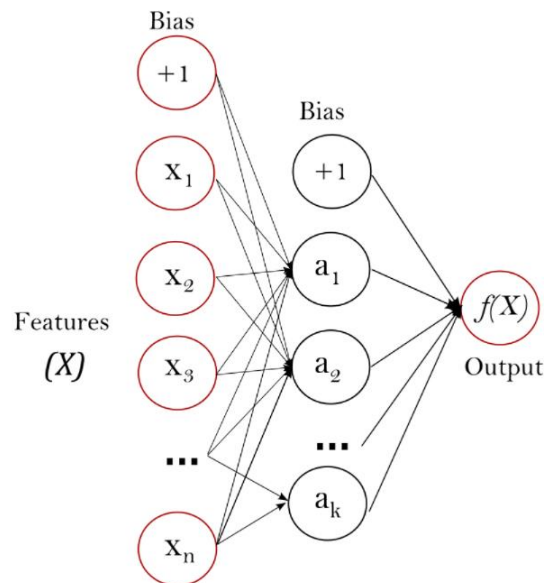 Bias
+1
x₁
x₂
x₃
...
xₙ
Features
(X)
Bias
+1
a₁
a₂
...
aₖ
f(X)
Output